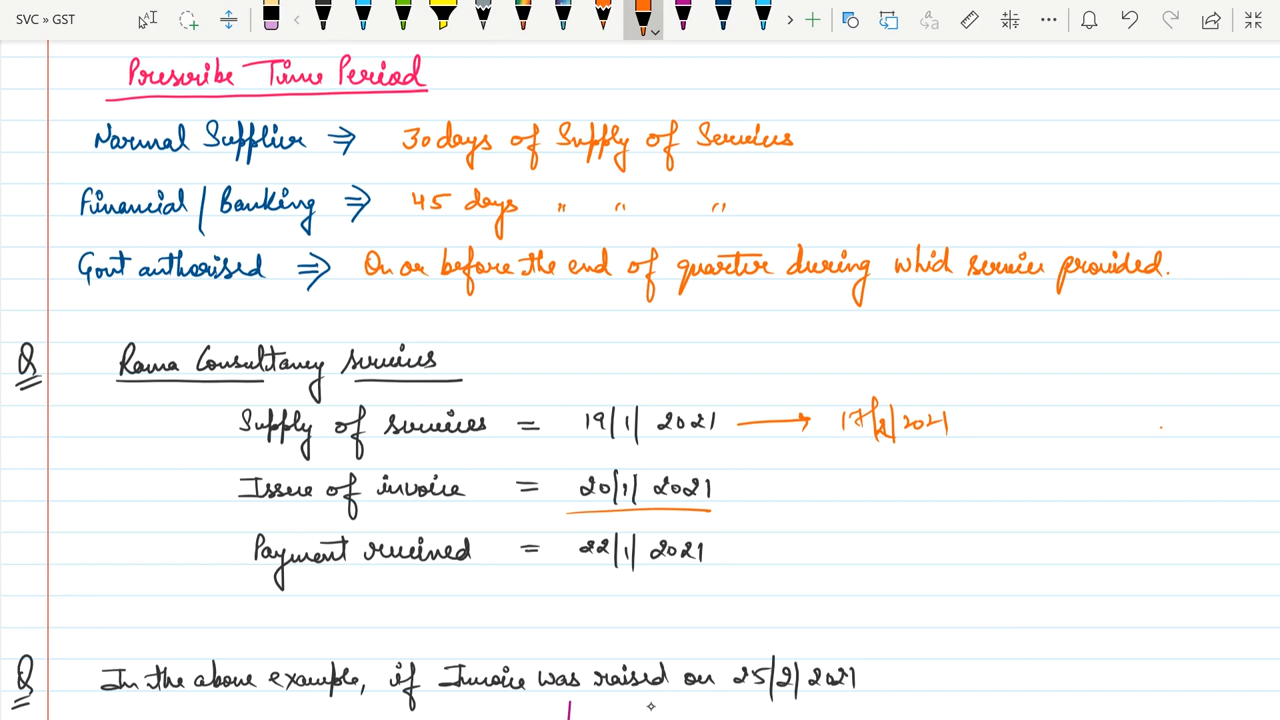 SVC » GST
Prescribe Time Period
Normal Supplier ⇒ 30 days of Supply of Services
Financial / Banking ⇒ 45 days " " "
Govt authorised ⇒ On or before the end of quarter during which service provided.
Q Rama Consultancy services
Supply of services = 19/1/2021 → 17/2/2021
Issue of invoice = 20/1/2021
Payment received = 22/1/2021
Q In the above example, if Invoice was raised on 25/2/2021